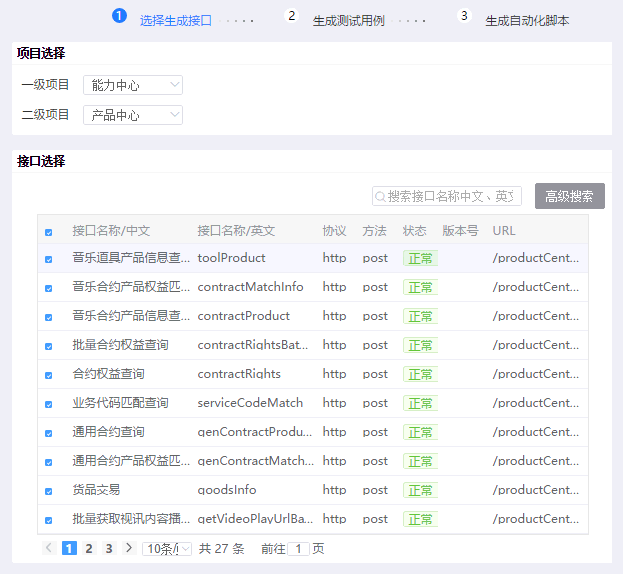 1 选择生成接口 2 生成测试用例 3 生成自动化脚本
项目选择
一级项目 能力中心
二级项目 产品中心
接口选择
搜索接口名称中文、英文 高级搜索
接口名称/中文 接口名称/英文 协议 方法 状态 版本号 URL
音乐道具产品信息查... toolProduct http post 正常 /productCent...
音乐合约产品权益匹... contractMatchInfo http post 正常 /productCent...
音乐合约产品信息查... contractProduct http post 正常 /productCent...
批量合约权益查询 contractRightsBat... http post 正常 /productCent...
合约权益查询 contractRights http post 正常 /productCent...
业务代码匹配查询 serviceCodeMatch http post 正常 /productCent...
通用合约查询 genContractProdu... http post 正常 /productCent...
通用合约产品权益匹... genContractMatch... http post 正常 /productCent...
货品交易 goodsInfo http post 正常 /productCent...
批量获取视讯内容播... getVideoPlayUrlBa... http post 正常 /productCent...
1 2 3 10条/ 共 27 条 前往 1 页